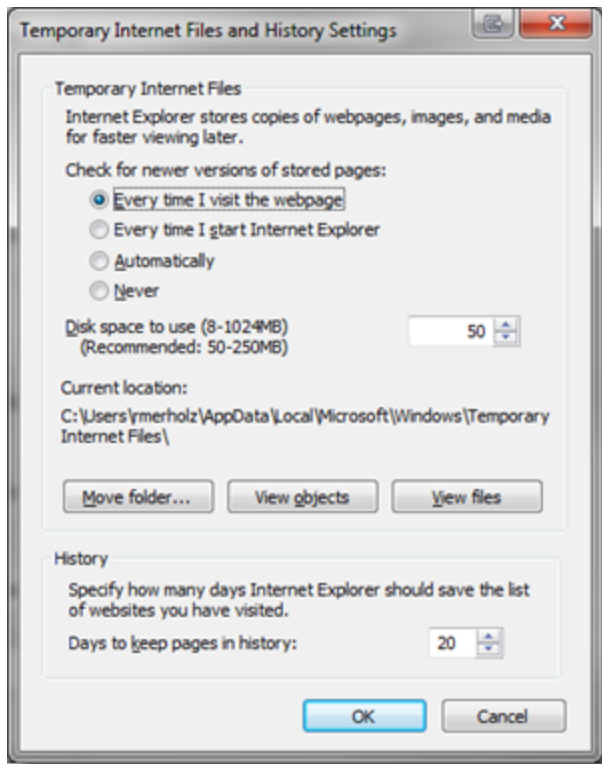 Temporary Internet Files and History Settings
Temporary Internet Files
Internet Explorer stores copies of webpages, images, and media
for faster viewing later.
Check for newer versions of stored pages:
Every time I visit the webpage
Every time I start Internet Explorer
Automatically
Never
Disk space to use (8-1024MB)
(Recommended: 50-250MB)
50
Current location:
C:\Users\rmerholz\AppData\Local\Microsoft\Windows\Temporary
Internet Files\
Move folder...
View objects
View files
History
Specify how many days Internet Explorer should save the list
of websites you have visited.
Days to keep pages in history:
20
OK
Cancel